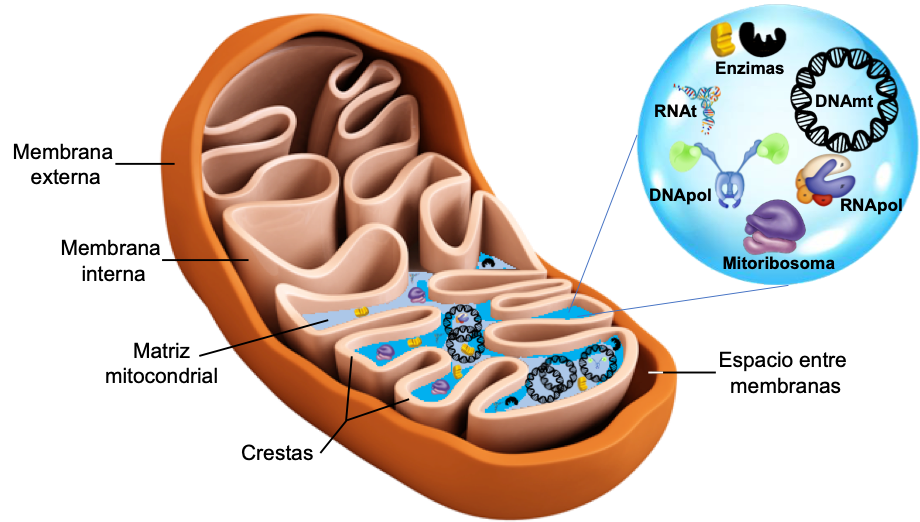 Membrana
externa
Membrana
interna
Matriz
mitocondrial
Crestas
Espacio entre
membranas
Enzimas
RNAt
DNAmt
DNApol
RNApol
Mitoribosoma